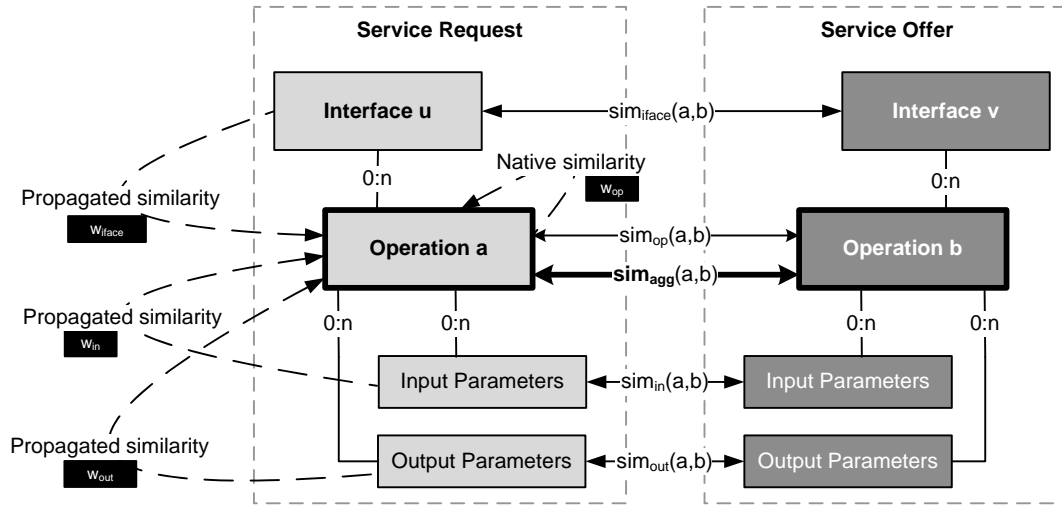 Service Request
Service Offer
Interface u
sim_iface(a,b)
Interface v
0:n
Native similarity
w_op
0:n
Propagated similarity
w_iface
Operation a
sim_op(a,b)
Operation b
sim_agg(a,b)
Propagated similarity
w_in
0:n
0:n
0:n
0:n
Input Parameters
sim_in(a,b)
Input Parameters
Propagated similarity
w_out
Output Parameters
sim_out(a,b)
Output Parameters